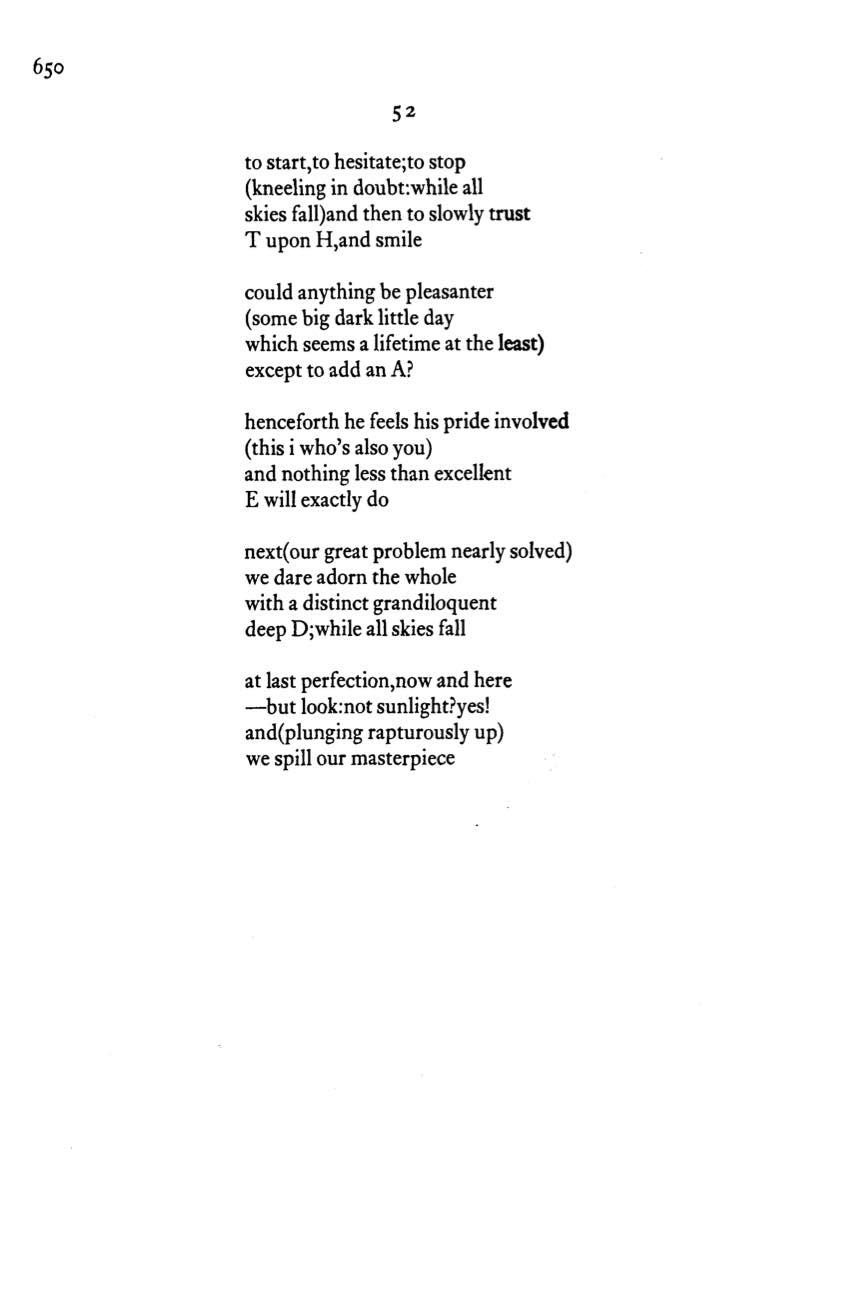 650
52
to start,to hesitate;to stop
(kneeling in doubt:while all
skies fall)and then to slowly trust
T upon H,and smile
could anything be pleasanter
(some big dark little day
which seems a lifetime at the least)
except to add an A?
henceforth he feels his pride involved
(this i who's also you)
and nothing less than excellent
E will exactly do
next(our great problem nearly solved)
we dare adorn the whole
with a distinct grandiloquent
deep D;while all skies fall
at last perfection,now and here
—but look:not sunlight?yes!
and(plunging rapturously up)
we spill our masterpiece